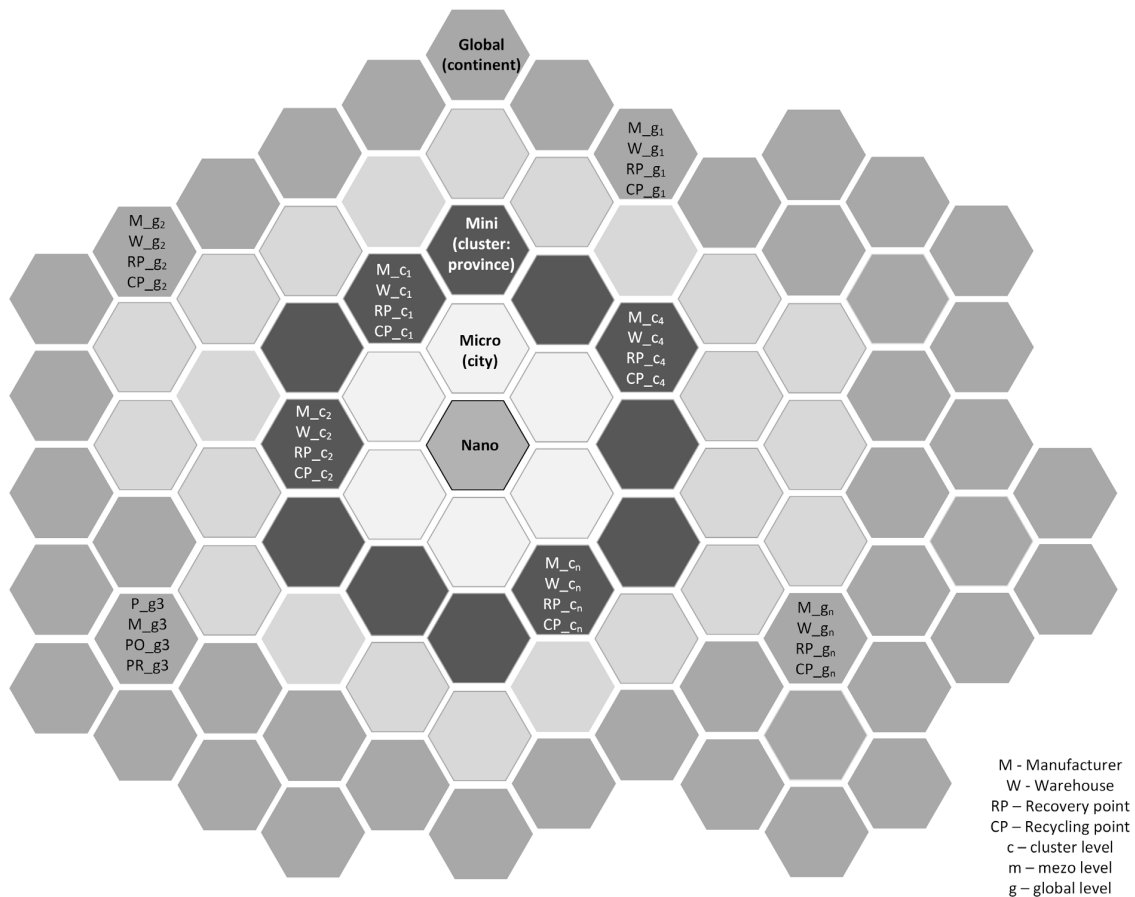 Global
(continent)
M_g₁
W_g₁
RP_g₁
CP_g₁
M_g₂
W_g₂
RP_g₂
CP_g₂
Mini
(cluster:
province)
M_c₁
W_c₁
RP_c₁
CP_c₁
M_c₄
W_c₄
RP_c₄
CP_c₄
Micro
(city)
M_c₂
W_c₂
RP_c₂
CP_c₂
Nano
M_cₙ
W_cₙ
RP_cₙ
CP_cₙ
P_g3
M_g3
PO_g3
PR_g3
M_gₙ
W_gₙ
RP_gₙ
CP_gₙ
M - Manufacturer
W - Warehouse
RP – Recovery point
CP – Recycling point
c – cluster level
m – mezo level
g – global level